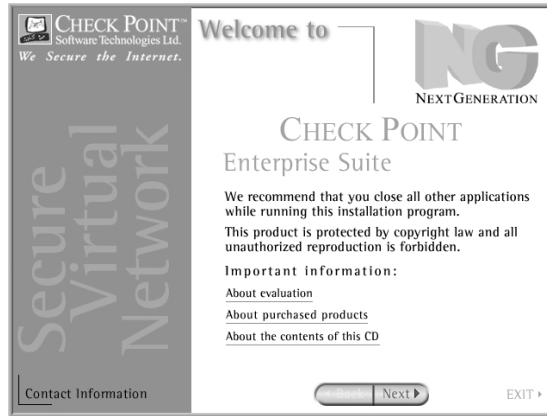 CHECK POINT™
Software Technologies Ltd.
We Secure the Internet.
Secure
Virtual
Network
Contact Information
Welcome to
NG
NEXT GENERATION
CHECK POINT
Enterprise Suite
We recommend that you close all other applications
while running this installation program.
This product is protected by copyright law and all
unauthorized reproduction is forbidden.
Important information:
About evaluation
About purchased products
About the contents of this CD
Back
Next
EXIT